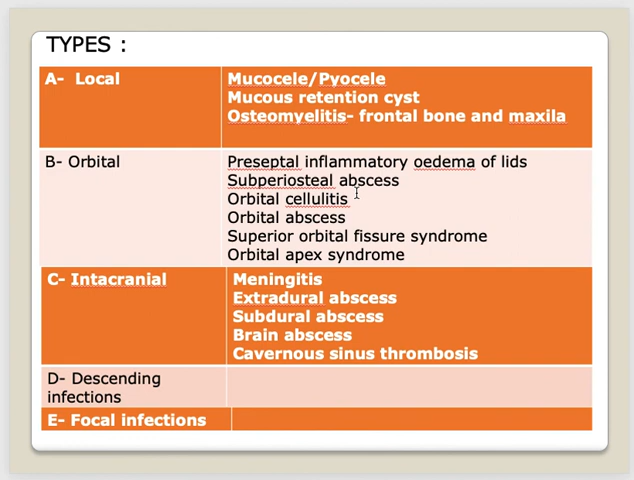 TYPES :
A- Local
Mucocele/Pyocele
Mucous retention cyst
Osteomyelitis- frontal bone and maxila
B- Orbital
Preseptal inflammatory oedema of lids
Subperiosteal abscess
Orbital cellulitis
Orbital abscess
Superior orbital fissure syndrome
Orbital apex syndrome
C- Intacranial
Meningitis
Extradural abscess
Subdural abscess
Brain abscess
Cavernous sinus thrombosis
D- Descending
infections
E- Focal infections